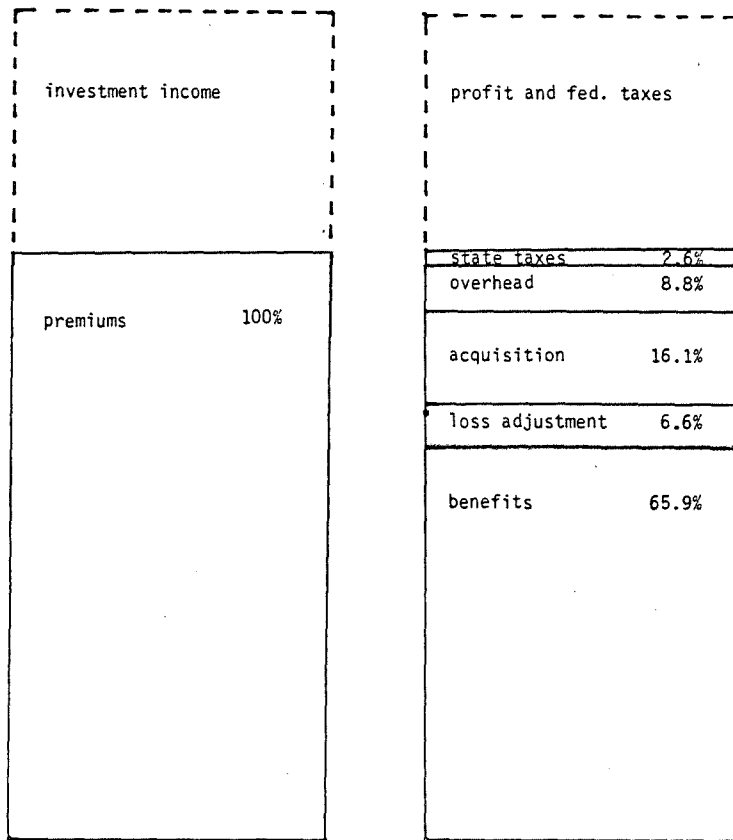 investment income
premiums 100%
profit and fed. taxes
state taxes 2.6%
overhead 8.8%
acquisition 16.1%
loss adjustment 6.6%
benefits 65.9%